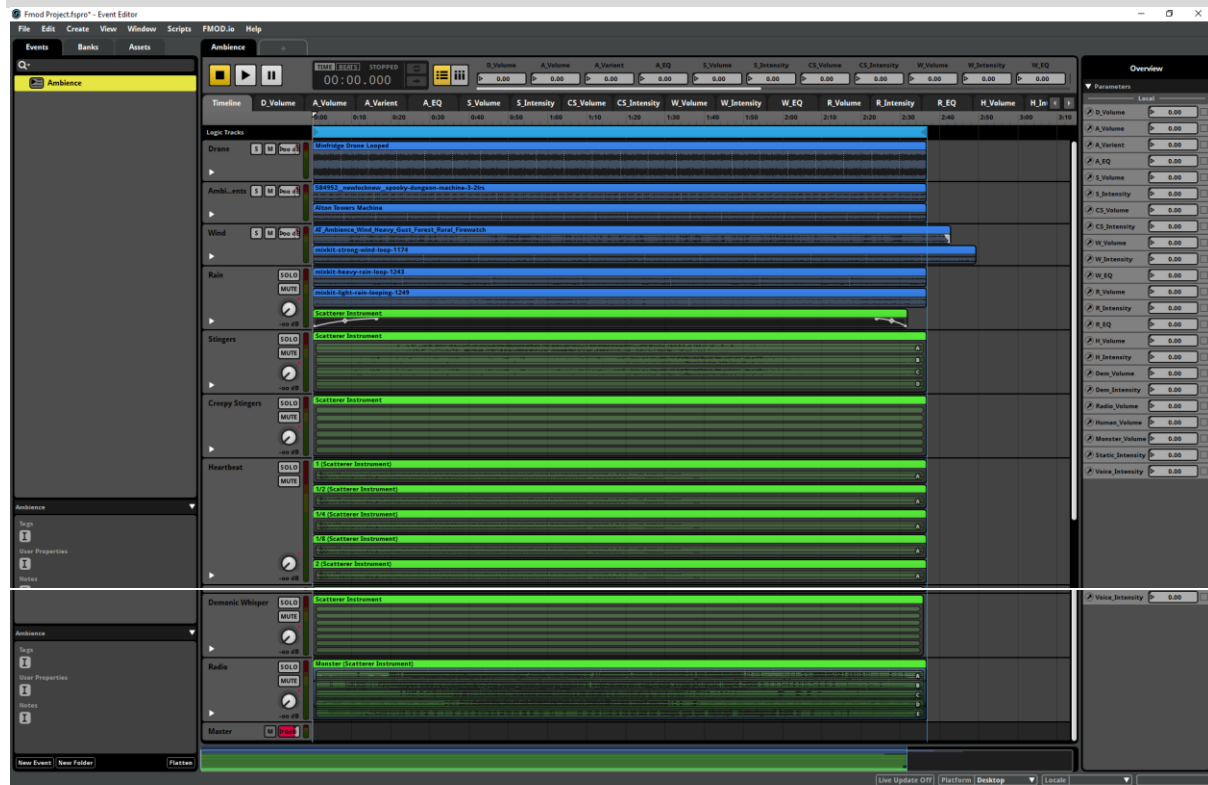 Fmod Project.fspro* - Event Editor
File Edit Create View Window Scripts FMOD.io Help
Events Banks Assets Ambience +
Ambience
TIME BEATS STOPPED
00:00.000
D_Volume A_Volume A_Varient A_EQ S_Volume S_Intensity CS_Volume CS_Intensity W_Volume W_Intensity W_EQ
0.00 0.00 0.00 0.00 0.00 0.00 0.00 0.00 0.00 0.00 0.00
Timeline D_Volume A_Volume A_Varient A_EQ S_Volume S_Intensity CS_Volume CS_Intensity W_Volume W_Intensity W_EQ R_Volume R_Intensity R_EQ H_Volume H_In
0:00 0:10 0:20 0:30 0:40 0:50 1:00 1:10 1:20 1:30 1:40 1:50 2:00 2:10 2:20 2:30 2:40 2:50 3:00 3:10
Logic Tracks
Drone S M -oo d
Minfridge Drone Looped
Ambi...ents S M -oo d
584952__newlocknew__spooky-dungeon-machine-3-2lrs
Alton Towers Machine
Wind S M -oo d
AT_Ambience_Wind_Heavy_Gust_Forest_Rural_Firewatch
mixkit-strong-wind-loop-1174
Rain SOLO
MUTE
-oo dB
mixkit-heavy-rain-loop-1243
mixkit-light-rain-looping-1249
Scatterer Instrument
Stingers SOLO
MUTE
-oo dB
Scatterer Instrument
A
B
C
D
Creepy Stingers SOLO
MUTE
-oo dB
Scatterer Instrument
Heartbeat SOLO
MUTE
-oo dB
1 (Scatterer Instrument)
A
1/2 (Scatterer Instrument)
1/4 (Scatterer Instrument)
A
1/8 (Scatterer Instrument)
A
2 (Scatterer Instrument)
A
Demonic Whisper SOLO
MUTE
-oo dB
Scatterer Instrument
Radio SOLO
MUTE
-oo dB
Monster (Scatterer Instrument)
A
B
C
D
E
Master M
Overview
Parameters
Local
D_Volume 0.00
A_Volume 0.00
A_Varient 0.00
A_EQ 0.00
S_Volume 0.00
S_Intensity 0.00
CS_Volume 0.00
CS_Intensity 0.00
W_Volume 0.00
W_Intensity 0.00
W_EQ 0.00
R_Volume 0.00
R_Intensity 0.00
R_EQ 0.00
H_Volume 0.00
H_Intensity 0.00
Dem_Volume 0.00
Dem_Intensity 0.00
Radio_Volume 0.00
Human_Volume 0.00
Monster_Volume 0.00
Static_Intensity 0.00
Voice_Intensity 0.00
Voice_Intensity 0.00
Ambience
Tags
User Properties
Notes
Ambience
Tags
User Properties
Notes
New Event New Folder Flatten
Live Update Off Platform Desktop Locale